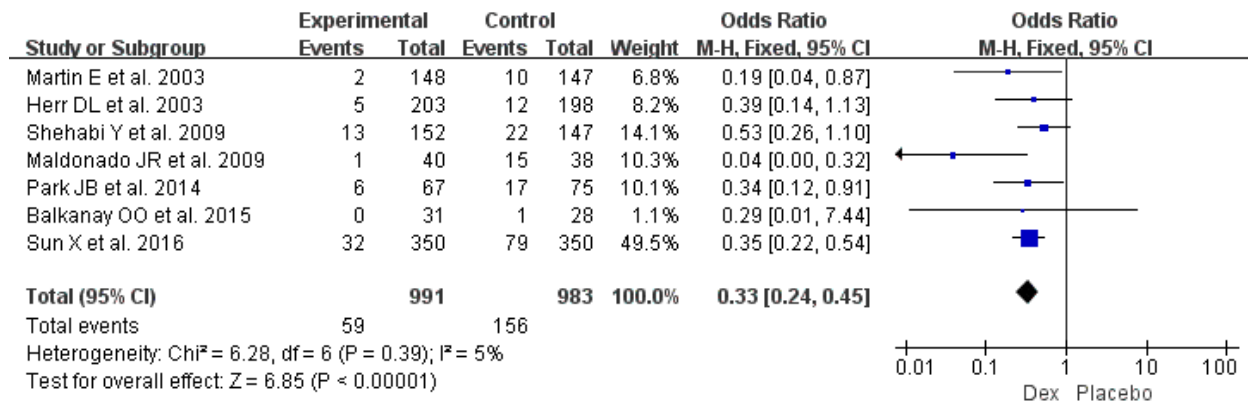 Experimental Control Odds Ratio Odds Ratio
Study or Subgroup Events Total Events Total Weight M-H, Fixed, 95% CI M-H, Fixed, 95% CI
Martin E et al. 2003 2 148 10 147 6.8% 0.19 [0.04, 0.87]
Herr DL et al. 2003 5 203 12 198 8.2% 0.39 [0.14, 1.13]
Shehabi Y et al. 2009 13 152 22 147 14.1% 0.53 [0.26, 1.10]
Maldonado JR et al. 2009 1 40 15 38 10.3% 0.04 [0.00, 0.32]
Park JB et al. 2014 6 67 17 75 10.1% 0.34 [0.12, 0.91]
Balkanay OO et al. 2015 0 31 1 28 1.1% 0.29 [0.01, 7.44]
Sun X et al. 2016 32 350 79 350 49.5% 0.35 [0.22, 0.54]
Total (95% CI) 991 983 100.0% 0.33 [0.24, 0.45]
Total events 59 156
Heterogeneity: Chi² = 6.28, df = 6 (P = 0.39); I² = 5%
Test for overall effect: Z = 6.85 (P < 0.00001)
0.01 0.1 1 10 100
Dex Placebo